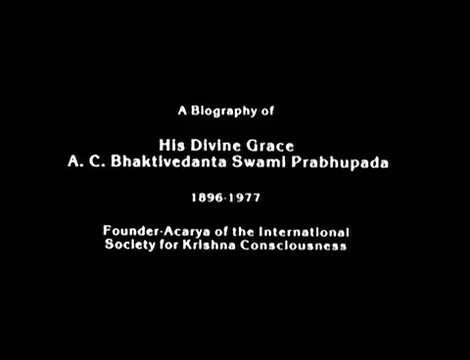 A Biography of
His Divine Grace
A. C. Bhaktivedanta Swami Prabhupada
1896-1977
Founder-Acarya of the International
Society for Krishna Consciousness